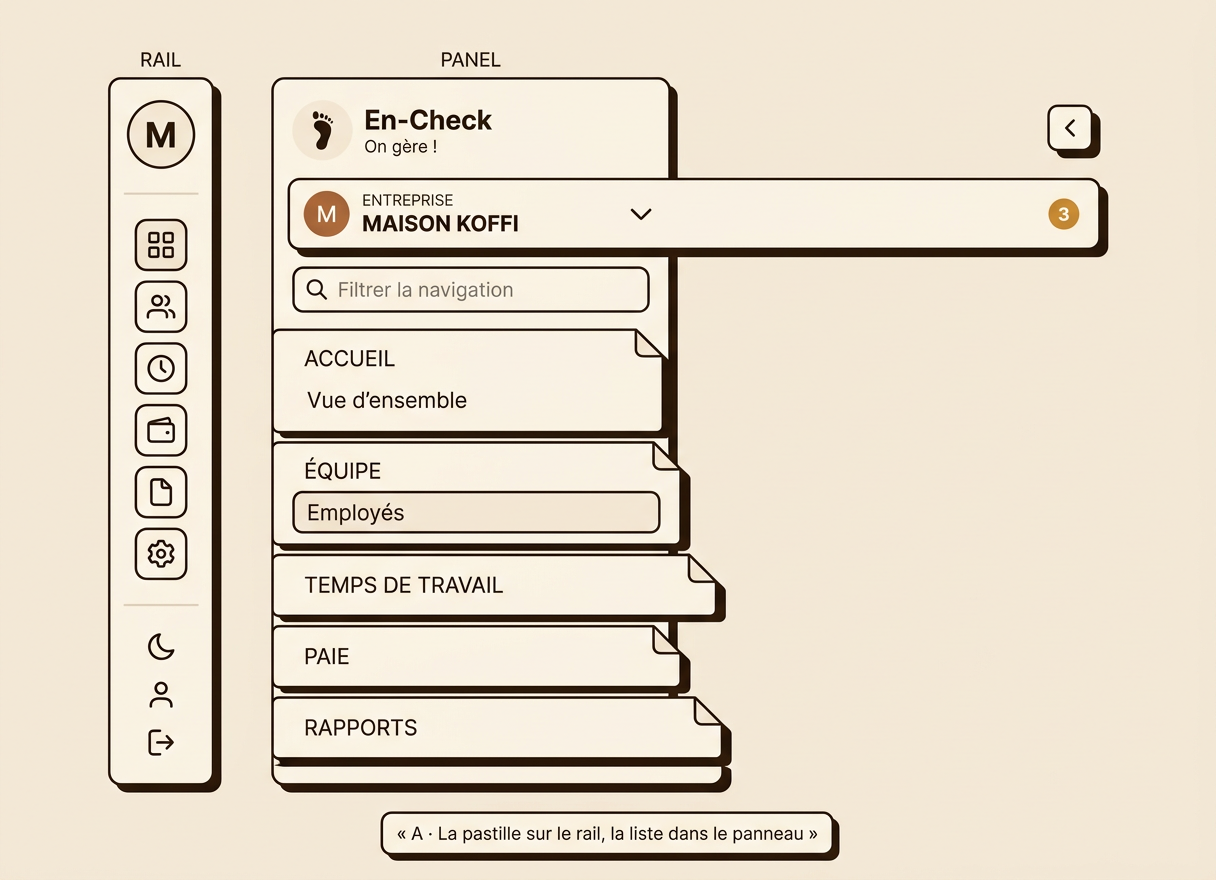 RAIL
PANEL
M
En-Check
On gère !
M
ENTREPRISE
MAISON KOFFI
3
Filtrer la navigation
ACCUEIL
Vue d’ensemble
ÉQUIPE
Employés
TEMPS DE TRAVAIL
PAIE
RAPPORTS
« A · La pastille sur le rail, la liste dans le panneau »